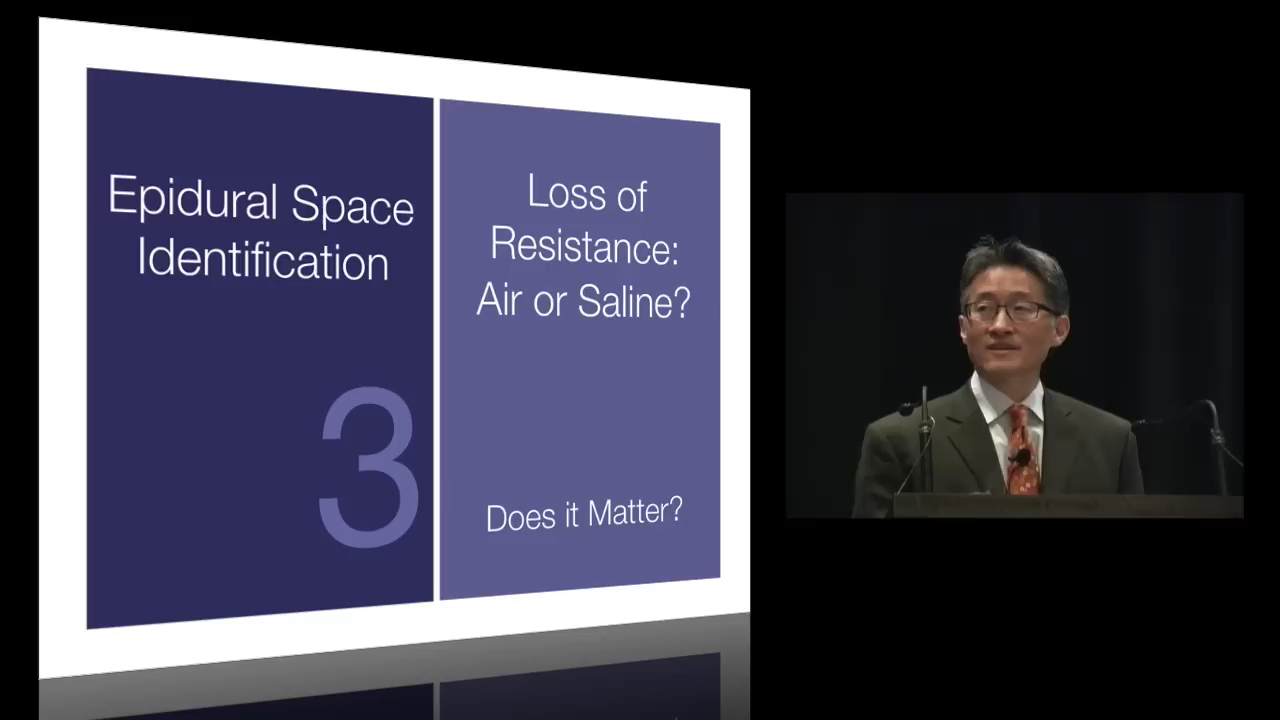 Epidural Space
Identification
3
Loss of
Resistance:
Air or Saline?
Does it Matter?